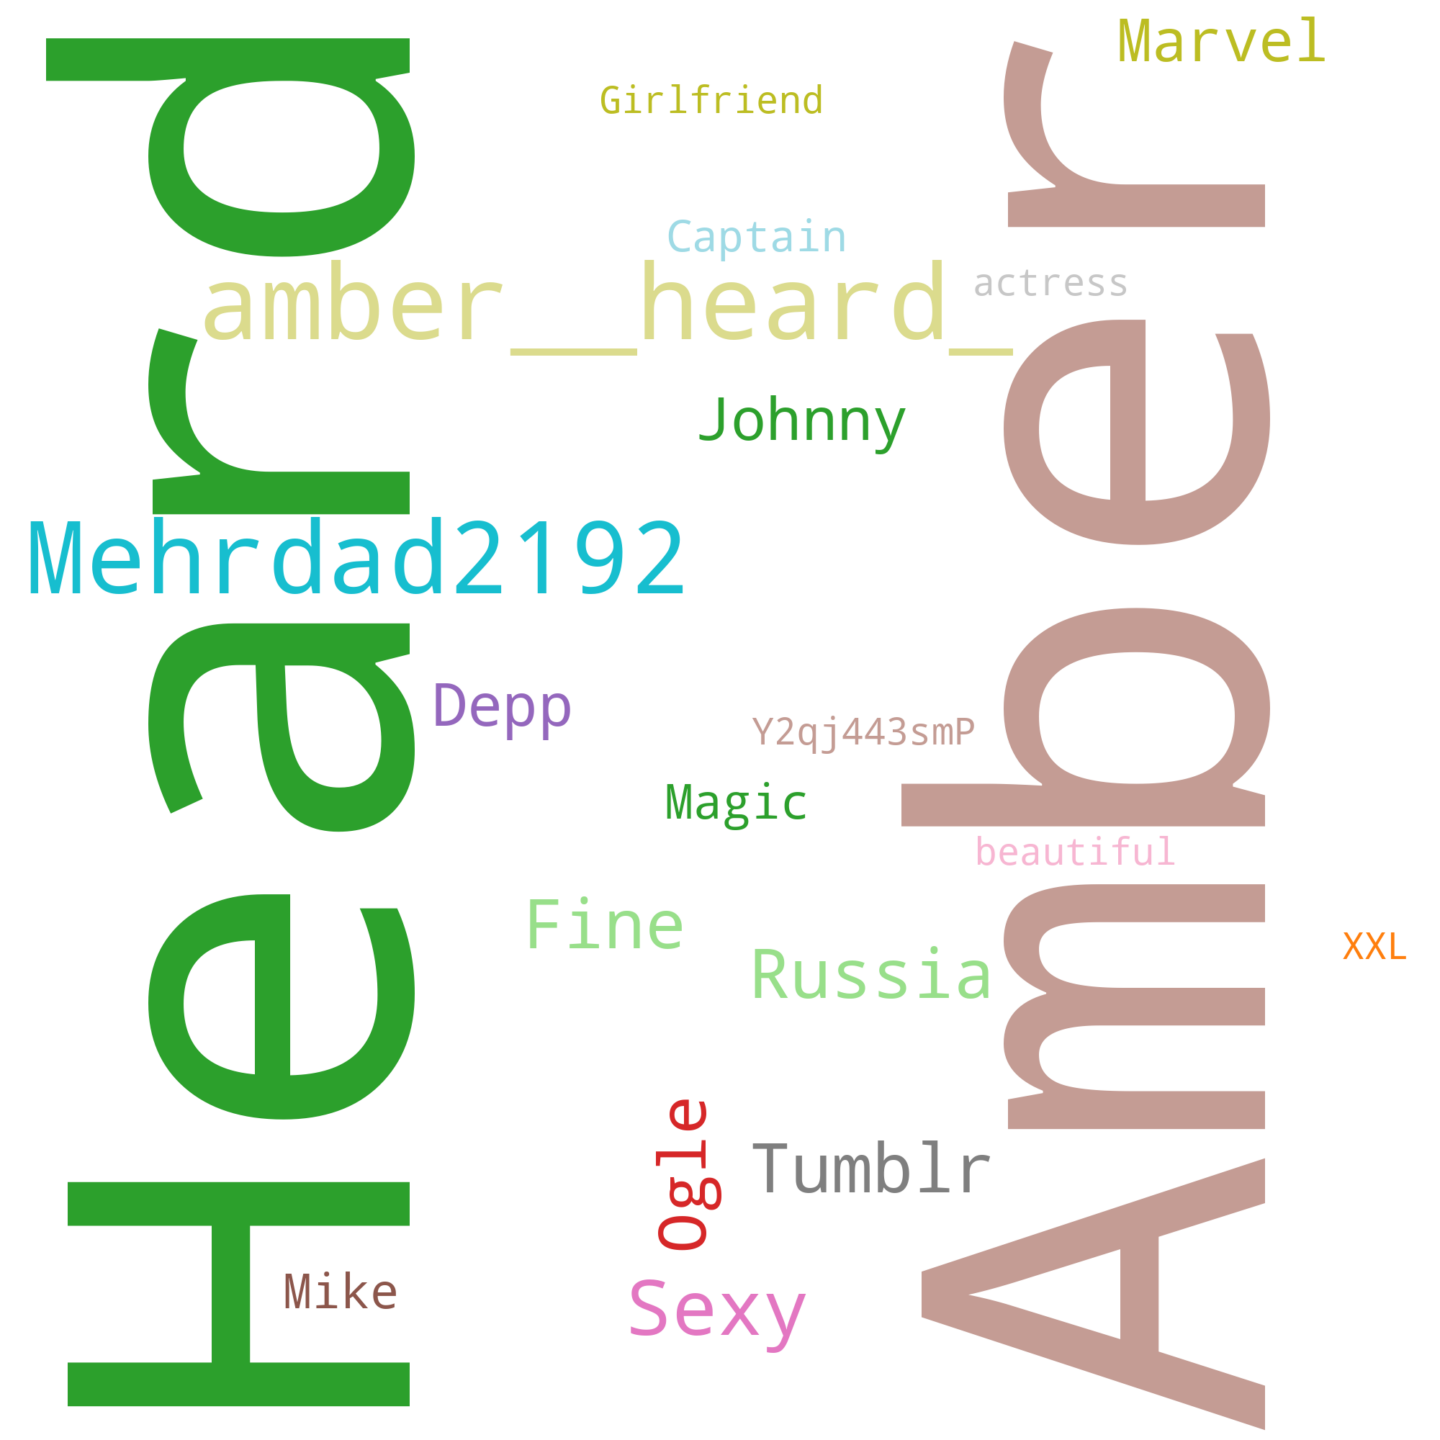 Marvel
Girlfriend
Captain
actress
amber__heard_
Johnny
Heard
Amber
Mehrdad2192
Depp
Y2qj443smP
Magic
beautiful
Fine
XXL
Russia
Ogle
Tumblr
Mike
Sexy